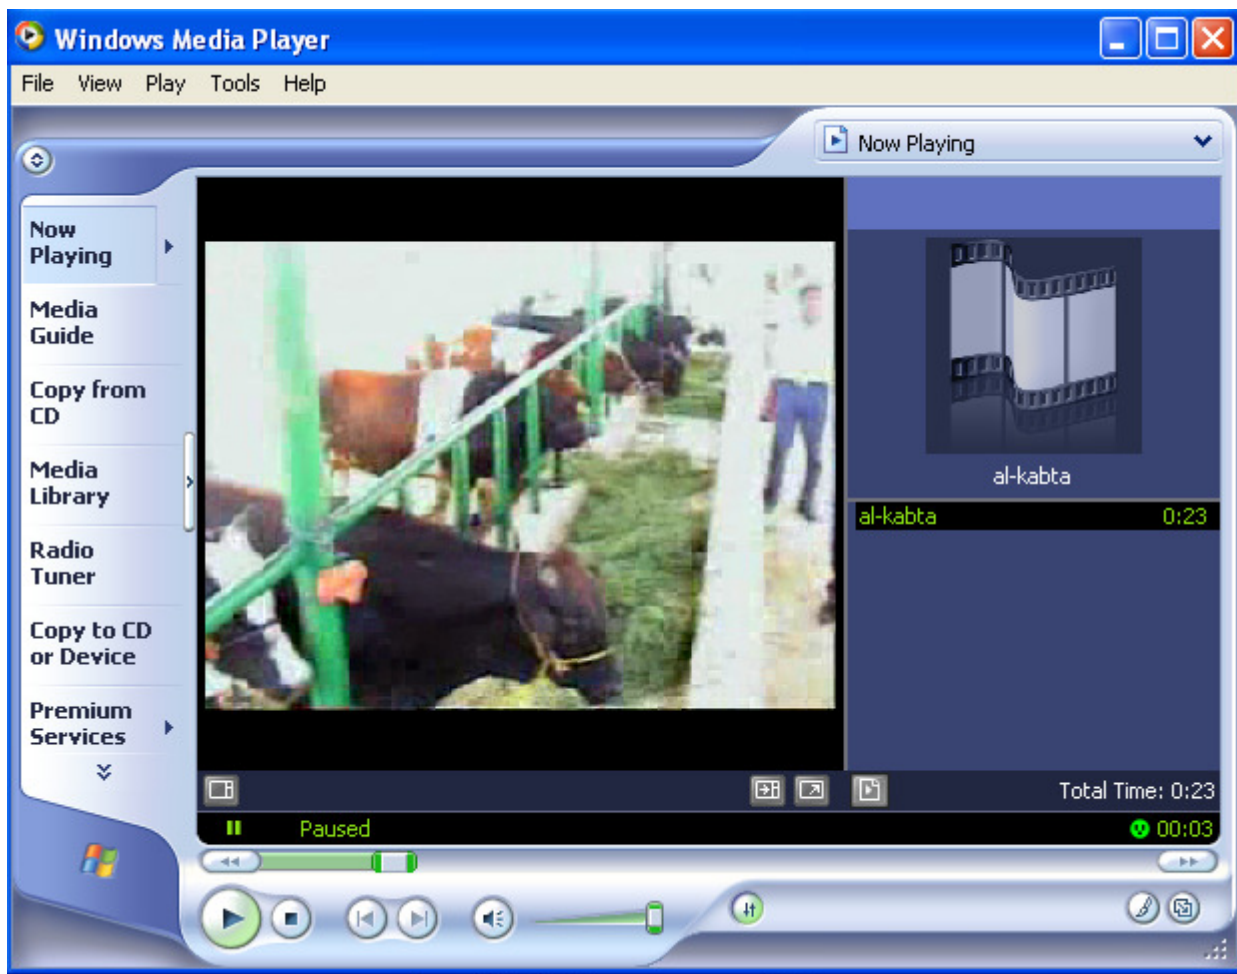 Windows Media Player
File View Play Tools Help
Now Playing
Now
Playing
Media
Guide
Copy from
CD
Media
Library
Radio
Tuner
Copy to CD
or Device
Premium
Services
al-kabta
al-kabta 0:23
Total Time: 0:23
Paused 00:03